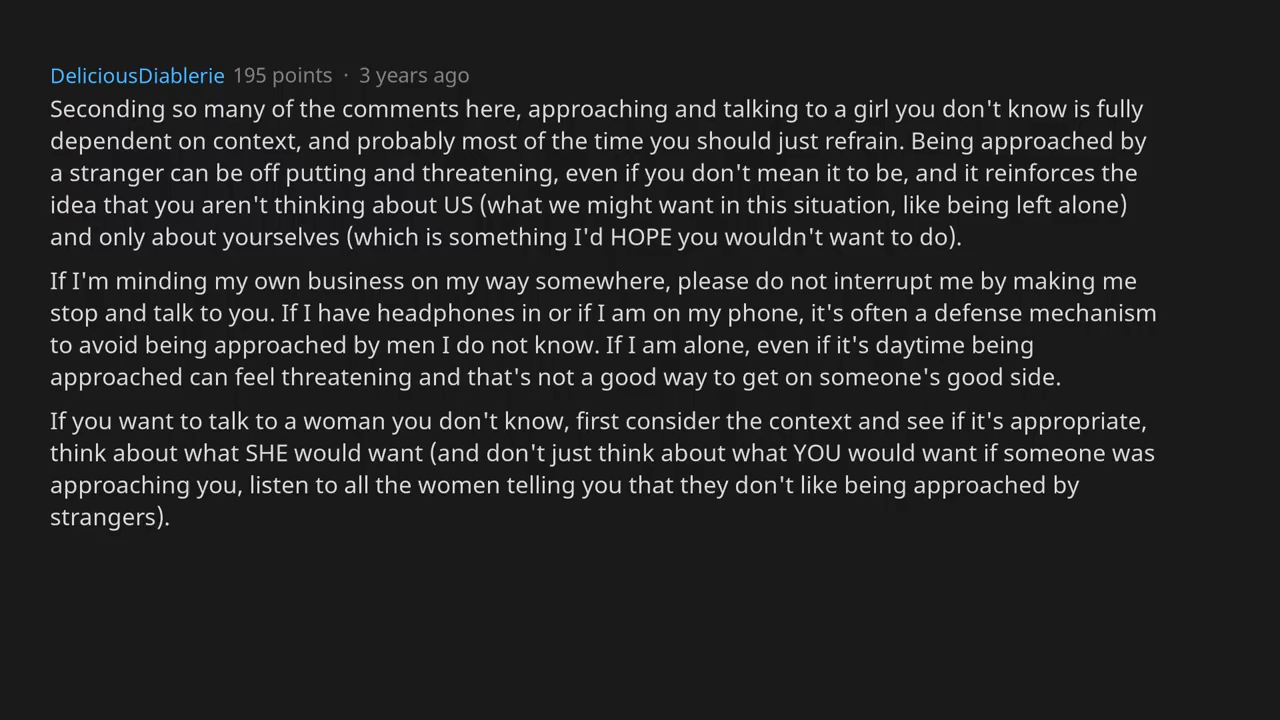 DeliciousDiablerie 195 points · 3 years ago
Seconding so many of the comments here, approaching and talking to a girl you don't know is fully
dependent on context, and probably most of the time you should just refrain. Being approached by
a stranger can be off putting and threatening, even if you don't mean it to be, and it reinforces the
idea that you aren't thinking about US (what we might want in this situation, like being left alone)
and only about yourselves (which is something I'd HOPE you wouldn't want to do).
If I'm minding my own business on my way somewhere, please do not interrupt me by making me
stop and talk to you. If I have headphones in or if I am on my phone, it's often a defense mechanism
to avoid being approached by men I do not know. If I am alone, even if it's daytime being
approached can feel threatening and that's not a good way to get on someone's good side.
If you want to talk to a woman you don't know, first consider the context and see if it's appropriate,
think about what SHE would want (and don't just think about what YOU would want if someone was
approaching you, listen to all the women telling you that they don't like being approached by
strangers).